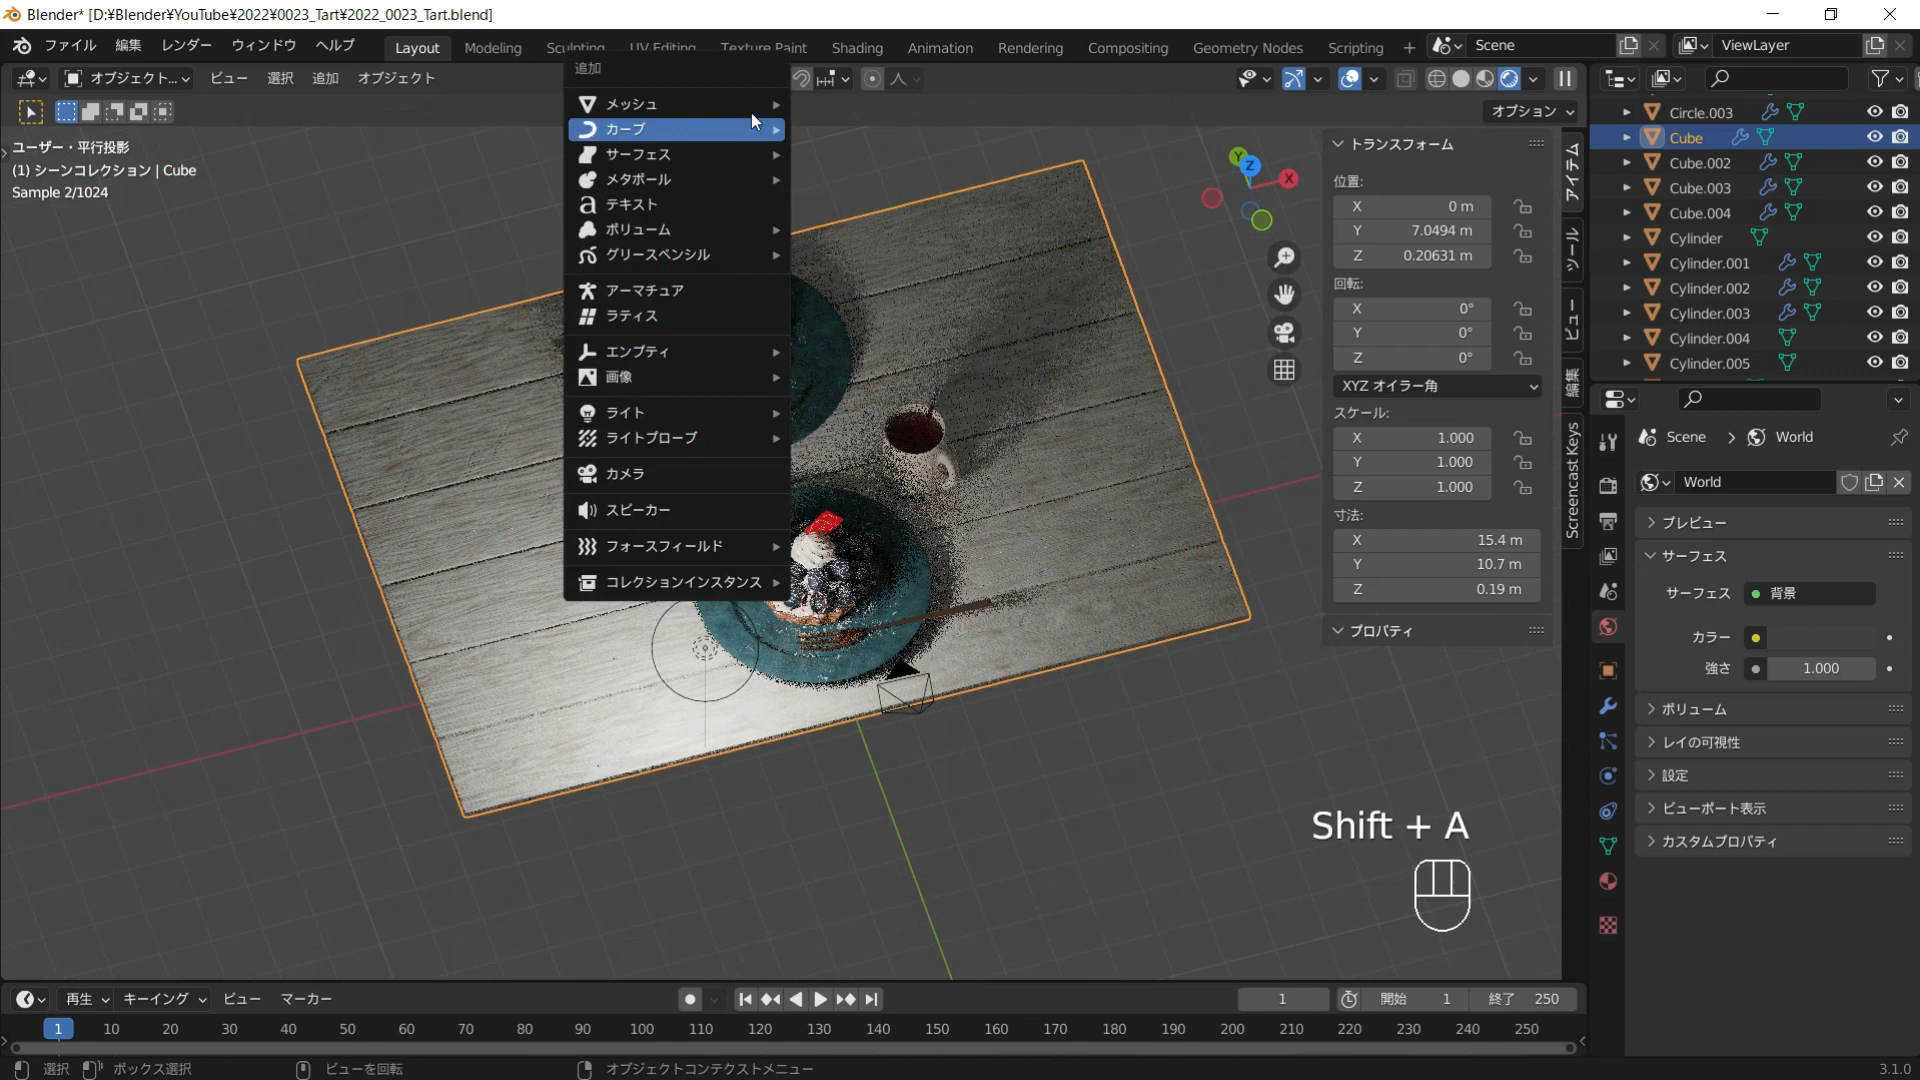 Blender* [D:¥Blender¥YouTube¥2022¥0023_Tart¥2022_0023_Tart.blend]
ファイル 編集 レンダー ウィンドウ ヘルプ Layout Modeling Sculpting UV Editing Texture Paint Shading Animation Rendering Compositing Geometry Nodes Scripting + Scene ViewLayer
オブジェクト... ビュー 選択 追加 オブジェクト
オプション
ユーザー・平行投影
(1) シーンコレクション | Cube
Sample 2/1024
追加
メッシュ
カーブ
サーフェス
メタボール
テキスト
ボリューム
グリースペンシル
アーマチュア
ラティス
エンプティ
画像
ライト
ライトプローブ
カメラ
スピーカー
フォースフィールド
コレクションインスタンス
Y
Z
X
トランスフォーム
位置:
X 0 m
Y 7.0494 m
Z 0.20631 m
回転:
X 0°
Y 0°
Z 0°
XYZ オイラー角
スケール:
X 1.000
Y 1.000
Z 1.000
寸法:
X 15.4 m
Y 10.7 m
Z 0.19 m
プロパティ
アイテム
ツール
ビュー
編集
Screencast Keys
Circle.003
Cube
Cube.002
Cube.003
Cube.004
Cylinder
Cylinder.001
Cylinder.002
Cylinder.003
Cylinder.004
Cylinder.005
Scene > World
World
プレビュー
サーフェス
サーフェス 背景
カラー
強さ 1.000
ボリューム
レイの可視性
設定
ビューポート表示
カスタムプロパティ
Shift + A
再生 キーイング ビュー マーカー 1 開始 1 終了 250
1 10 20 30 40 50 60 70 80 90 100 110 120 130 140 150 160 170 180 190 200 210 220 230 240 250
選択 ボックス選択 ビューを回転 オブジェクトコンテクストメニュー 3.1.0